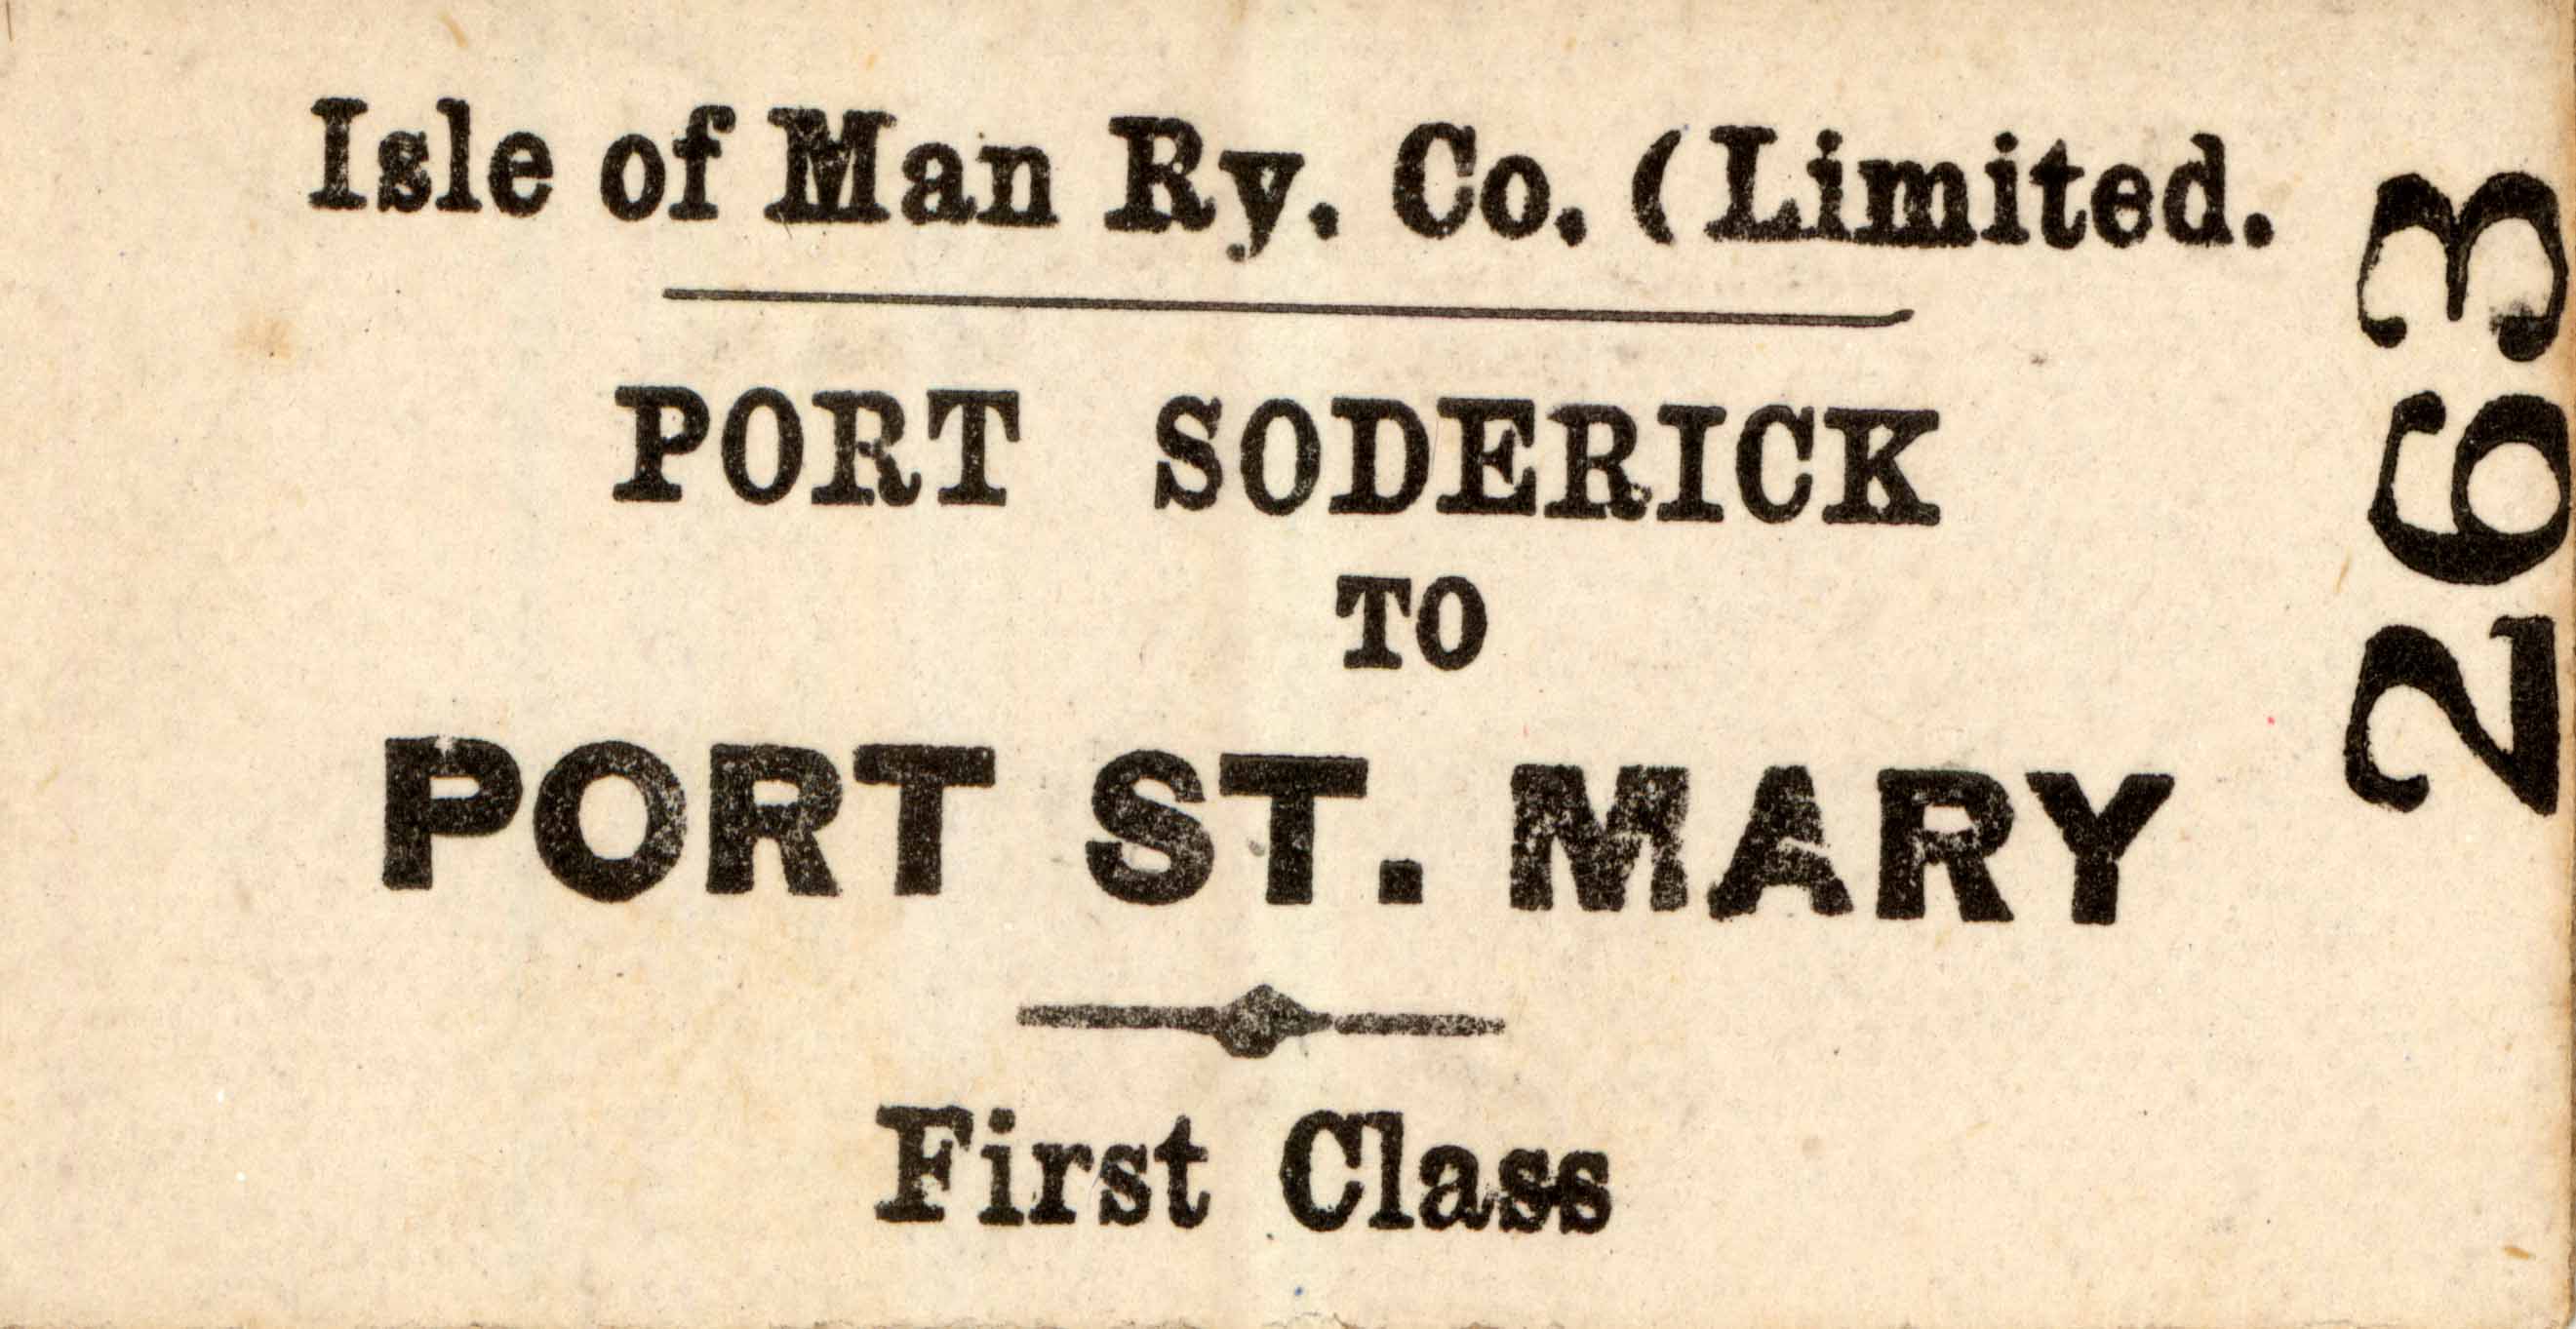 Isle of Man Ry. Co. (Limited.
PORT SODERICK
TO
PORT ST. MARY
First Class
263